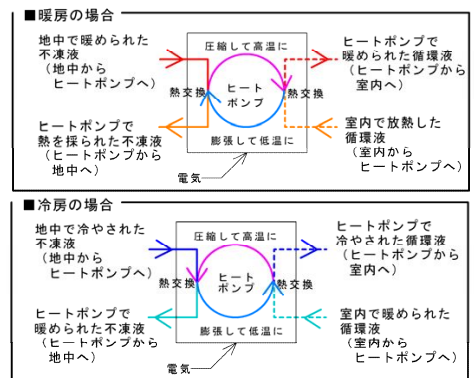 ■暖房の場合
地中で暖められた
不凍液
（地中から
ヒートポンプへ）
圧縮して高温に
ヒートポンプで
暖められた循環液
（ヒートポンプから
室内へ）
熱交換
ヒート
ポンプ
熱交換
ヒートポンプで
熱を採られた不凍液
（ヒートポンプから
地中へ）
膨張して低温に
室内で放熱した
循環液
（室内から
ヒートポンプへ）
電気
■冷房の場合
地中で冷やされた
不凍液
（地中から
ヒートポンプへ）
圧縮して高温に
ヒートポンプで
冷やされた循環液
（ヒートポンプから
室内へ）
熱交換
ヒート
ポンプ
熱交換
ヒートポンプで
暖められた不凍液
（ヒートポンプから
地中へ）
膨張して低温に
室内で暖められた
循環液
（室内から
ヒートポンプへ）
電気